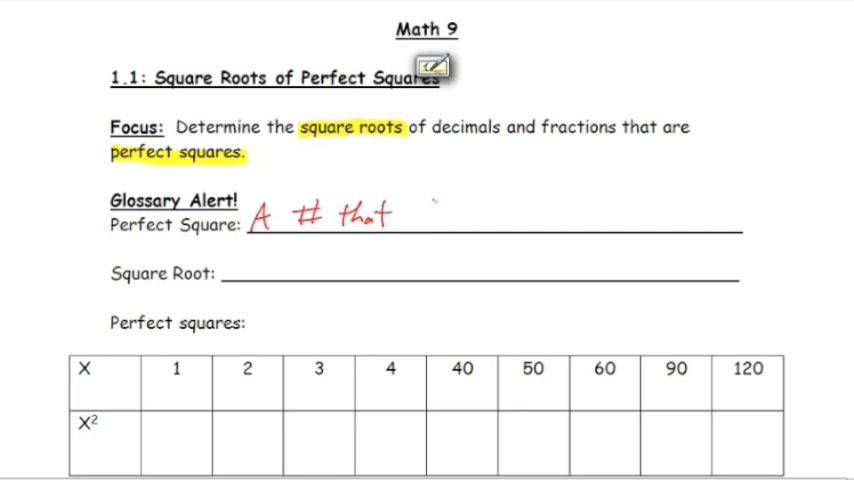 Math 9
1.1: Square Roots of Perfect Squares
Focus: Determine the square roots of decimals and fractions that are
perfect squares.
Glossary Alert!
Perfect Square: A # that
Square Root:
Perfect squares:
X 1 2 3 4 40 50 60 90 120
X²